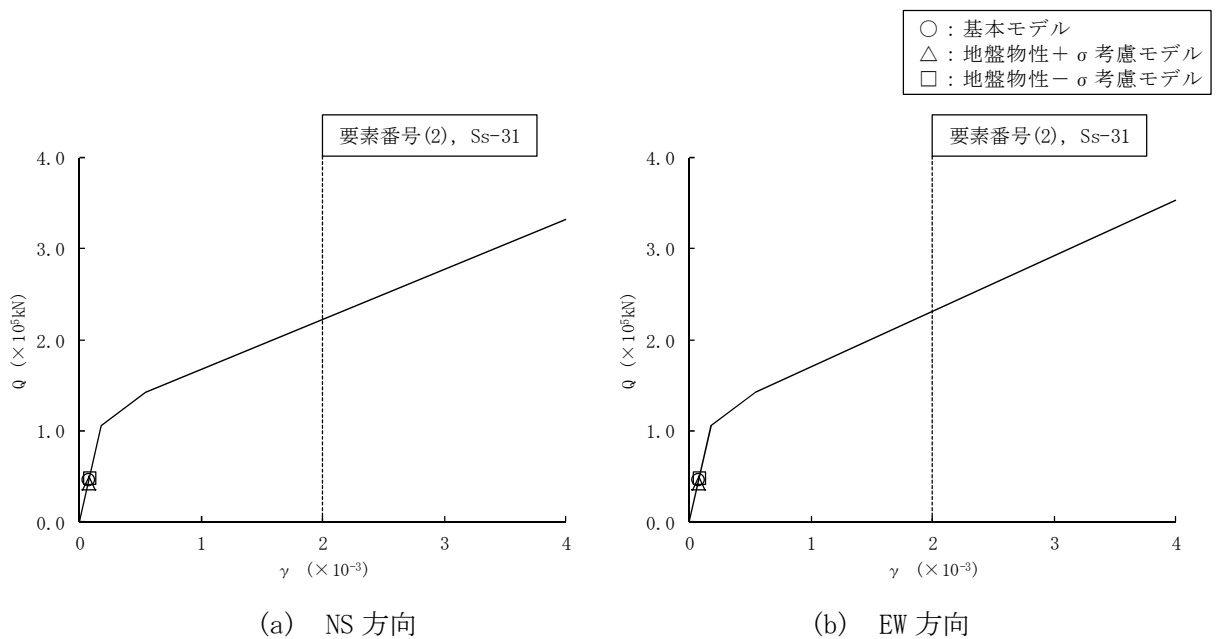 ○ : 基本モデル
△ : 地盤物性+σ考慮モデル
□ : 地盤物性-σ考慮モデル
要素番号(2), Ss-31
4.0
3.0
2.0
1.0
0.0
Q (×10⁵kN)
0 1 2 3 4
γ (×10⁻³)
(a) NS 方向
要素番号(2), Ss-31
4.0
3.0
2.0
1.0
0.0
Q (×10⁵kN)
0 1 2 3 4
γ (×10⁻³)
(b) EW 方向